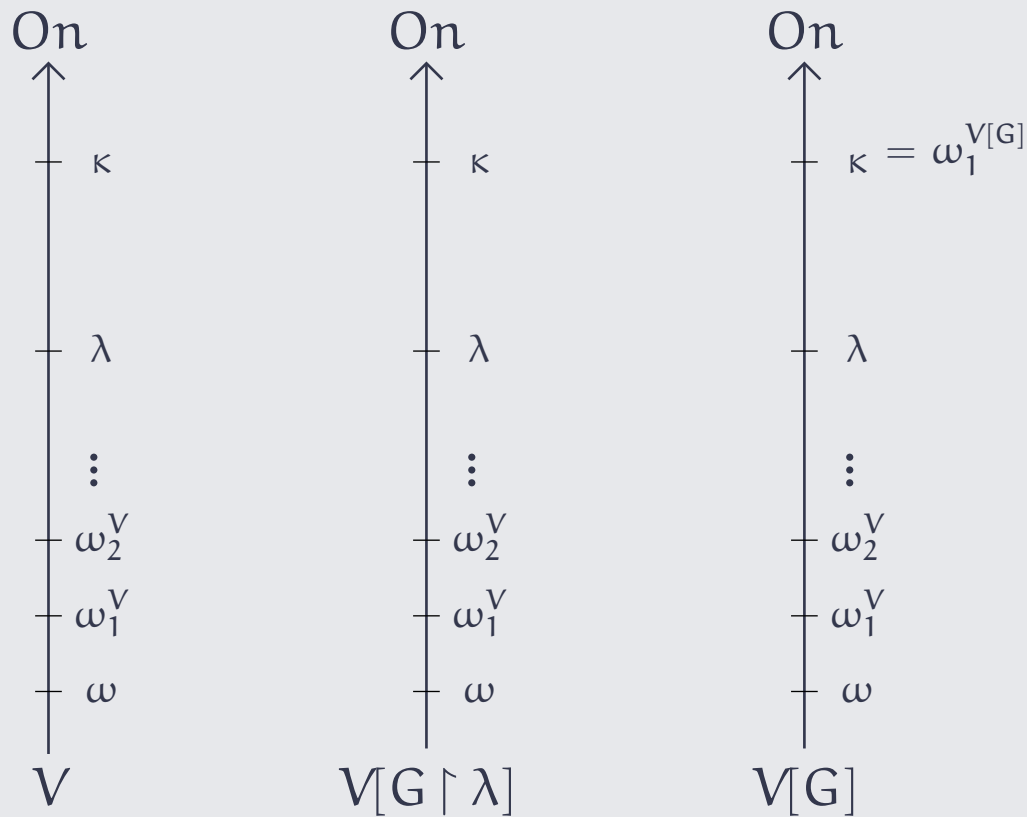 On On On
κ κ κ = ω₁^{V[G]}
λ λ λ
⋮ ⋮ ⋮
ω₂^V ω₂^V ω₂^V
ω₁^V ω₁^V ω₁^V
ω ω ω
V V[G ↾ λ] V[G]